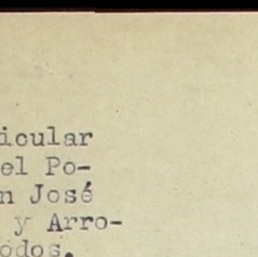 icular
el Po-
n José
y Arro-
odos.